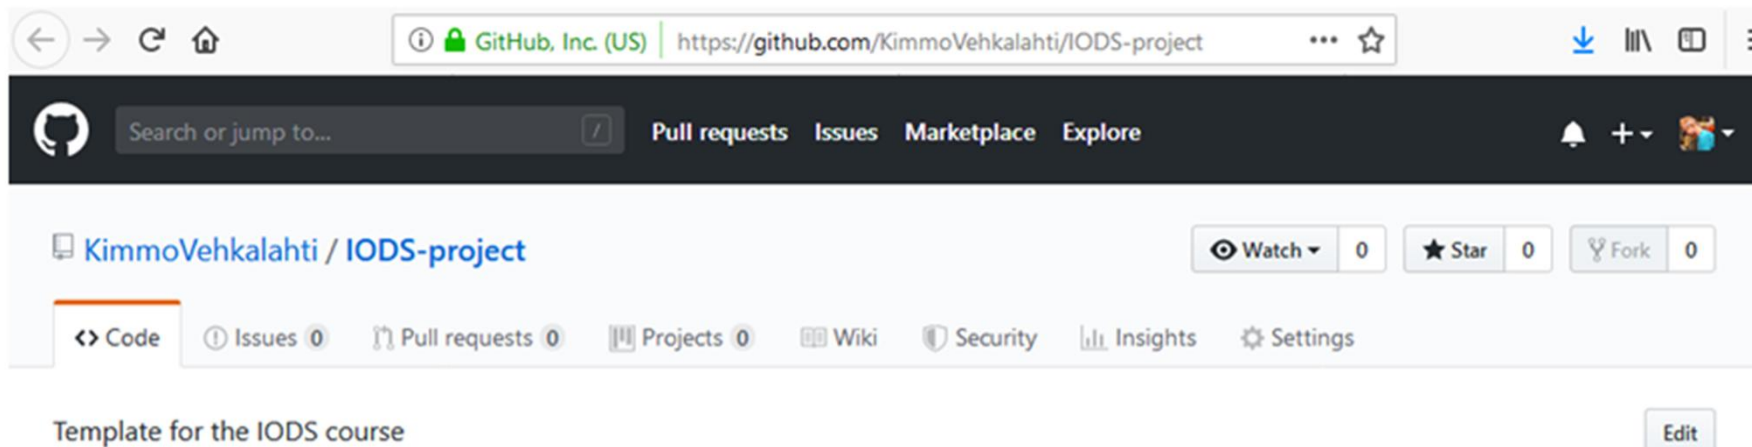 GitHub, Inc. (US) https://github.com/KimmoVehkalahti/IODS-project
Search or jump to... / Pull requests Issues Marketplace Explore
KimmoVehkalahti / IODS-project Watch 0 Star 0 Fork 0
Code Issues 0 Pull requests 0 Projects 0 Wiki Security Insights Settings
Template for the IODS course Edit